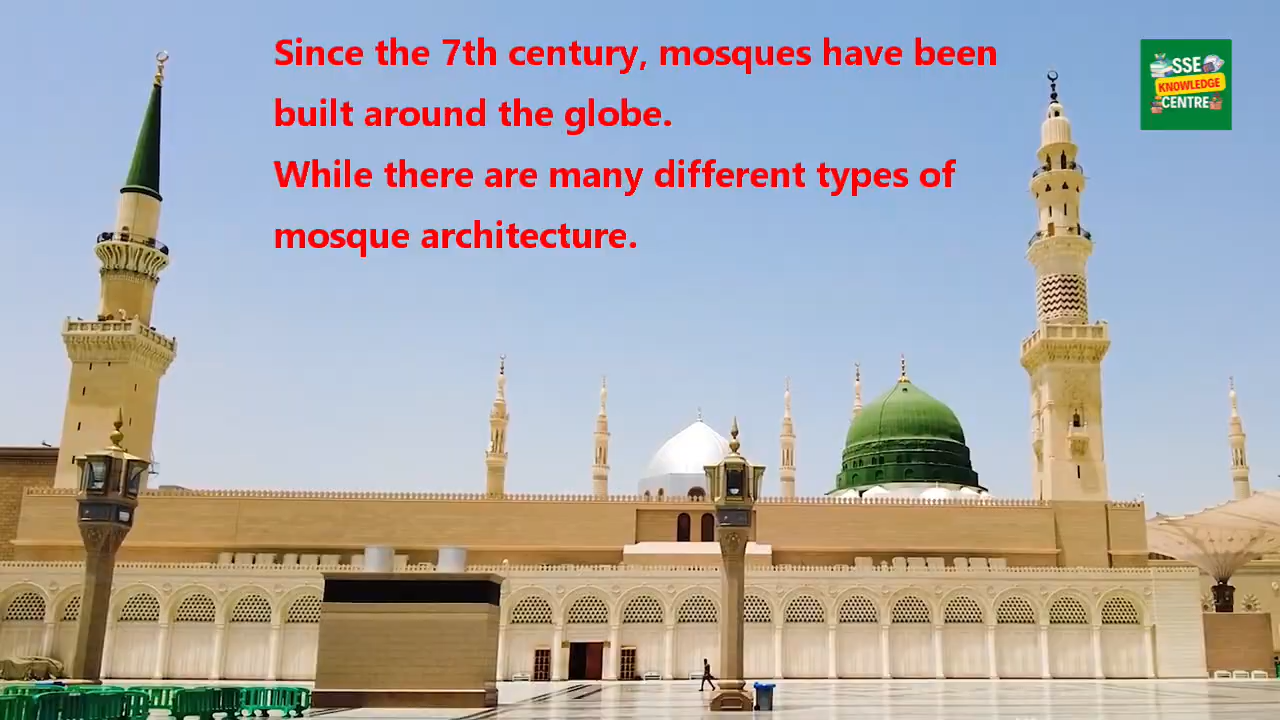 Since the 7th century, mosques have been
built around the globe.
While there are many different types of
mosque architecture.
SSE
KNOWLEDGE
CENTRE